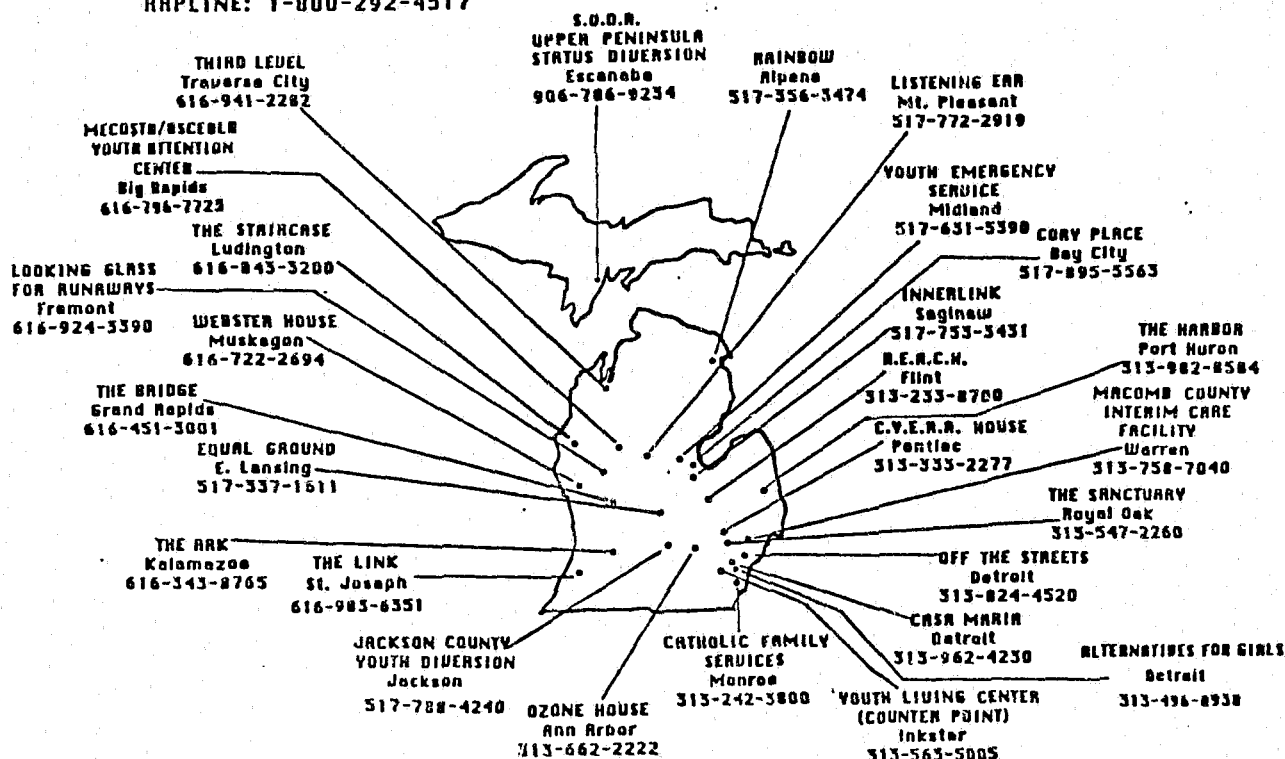 HAPLINE: 1-800-292-4517
S.O.D.A.
UPPER PENINSULA
STATUS DIVERSION
Escanaba
906-786-9234
THIRD LEVEL
Traverse City
616-941-2282
RAINBOW
Alpena
517-356-3474
LISTENING EAR
Mt. Pleasant
517-772-2919
MECOSTA/OSCEOLA
YOUTH ATTENTION
CENTER
Big Rapids
616-796-7725
YOUTH EMERGENCY
SERVICE
Midland
517-631-5390
THE STAIRCASE
Ludington
616-843-3200
CORY PLACE
Bay City
517-895-5563
LOOKING GLASS
FOR RUNAWAYS
Fremont
616-924-3390
INNERLINK
Saginaw
517-753-3431
WEBSTER HOUSE
Muskegon
616-722-2694
THE HARBOR
Port Huron
313-982-8584
R.E.A.C.H.
Flint
313-233-8700
THE BRIDGE
Grand Rapids
616-451-3001
MACOMB COUNTY
INTERIM CARE
FACILITY
Warren
313-758-7040
C.Y.E.R.A. HOUSE
Pontiac
313-333-2277
EQUAL GROUND
E. Lansing
517-337-1611
THE SANCTUARY
Royal Oak
313-547-2260
THE ARK
Kalamazoo
616-343-8765
THE LINK
St. Joseph
616-983-6351
OFF THE STREETS
Detroit
313-824-4520
CASA MARIA
Detroit
313-962-4230
JACKSON COUNTY
YOUTH DIVERSION
Jackson
517-788-4240
CATHOLIC FAMILY
SERVICES
Monroe
313-242-3800
ALTERNATIVES FOR GIRLS
Detroit
313-496-0938
OZONE HOUSE
Ann Arbor
313-662-2222
YOUTH LIVING CENTER
(COUNTER POINT)
Inkster
313-563-5005